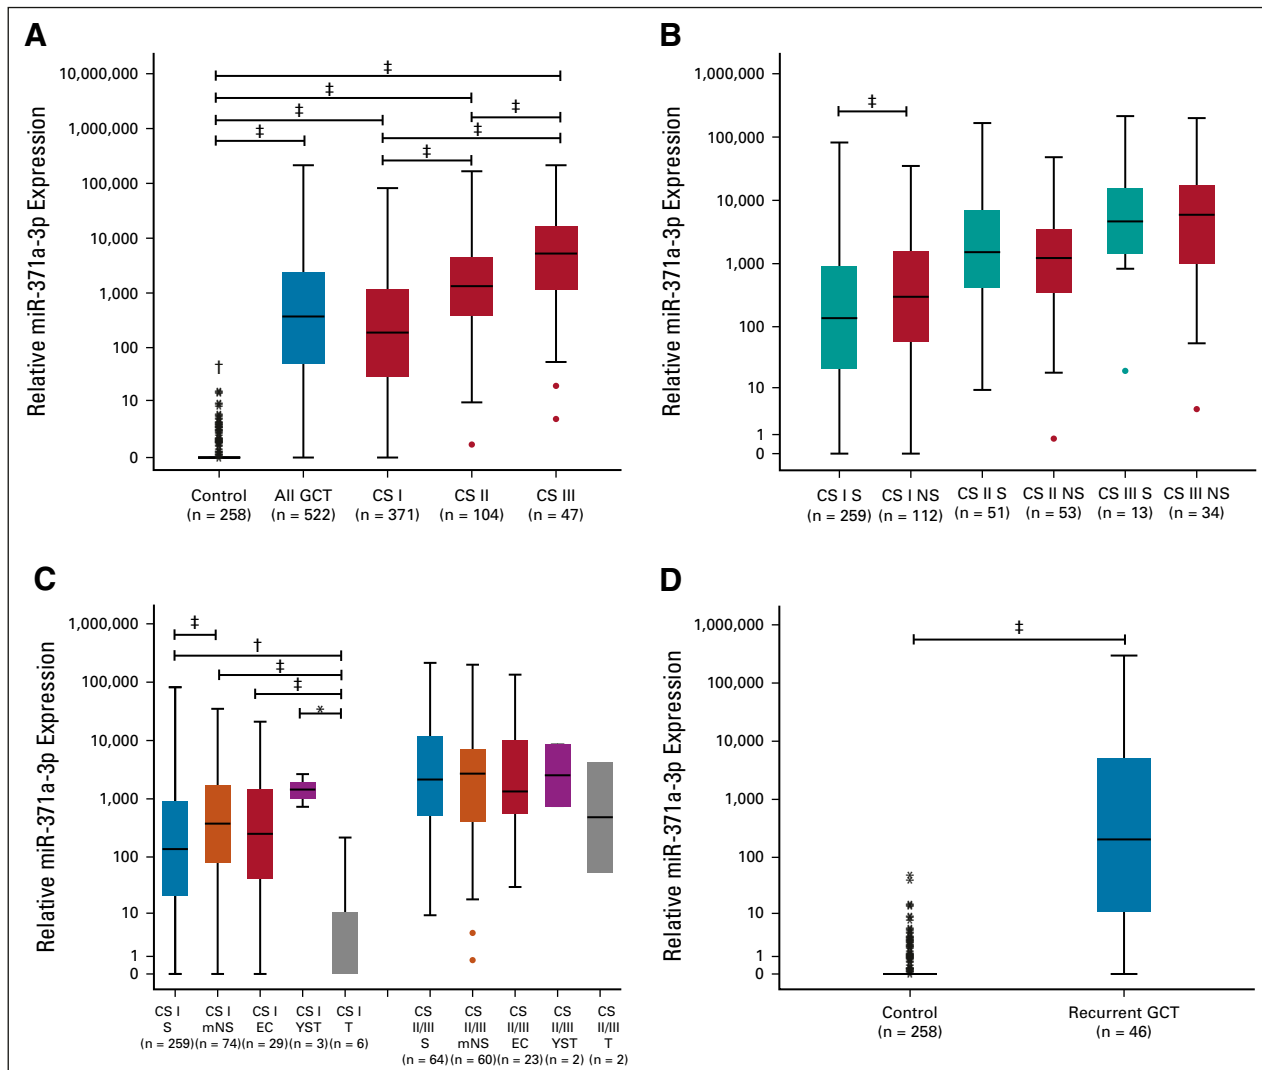 A
Relative miR-371a-3p Expression
10,000,000
1,000,000
100,000
10,000
1,000
100
10
0
‡
‡
‡
‡
‡
‡
‡
†
Control
(n = 258)
All GCT
(n = 522)
CS I
(n = 371)
CS II
(n = 104)
CS III
(n = 47)
B
Relative miR-371a-3p Expression
1,000,000
100,000
10,000
1,000
100
10
1
0
‡
CS I S
(n = 259)
CS I NS
(n = 112)
CS II S
(n = 51)
CS II NS
(n = 53)
CS III S
(n = 13)
CS III NS
(n = 34)
C
Relative miR-371a-3p Expression
1,000,000
100,000
10,000
1,000
100
10
1
0
‡
†
‡
‡
*
CS I
S
(n = 259)
CS I
mNS
(n = 74)
CS I
EC
(n = 29)
CS I
YST
(n = 3)
CS I
T
(n = 6)
CS
II/III
S
(n = 64)
CS
II/III
mNS
(n = 60)
CS
II/III
EC
(n = 23)
CS
II/III
YST
(n = 2)
CS
II/III
T
(n = 2)
D
Relative miR-371a-3p Expression
1,000,000
100,000
10,000
1,000
100
10
1
0
‡
Control
(n = 258)
Recurrent GCT
(n = 46)